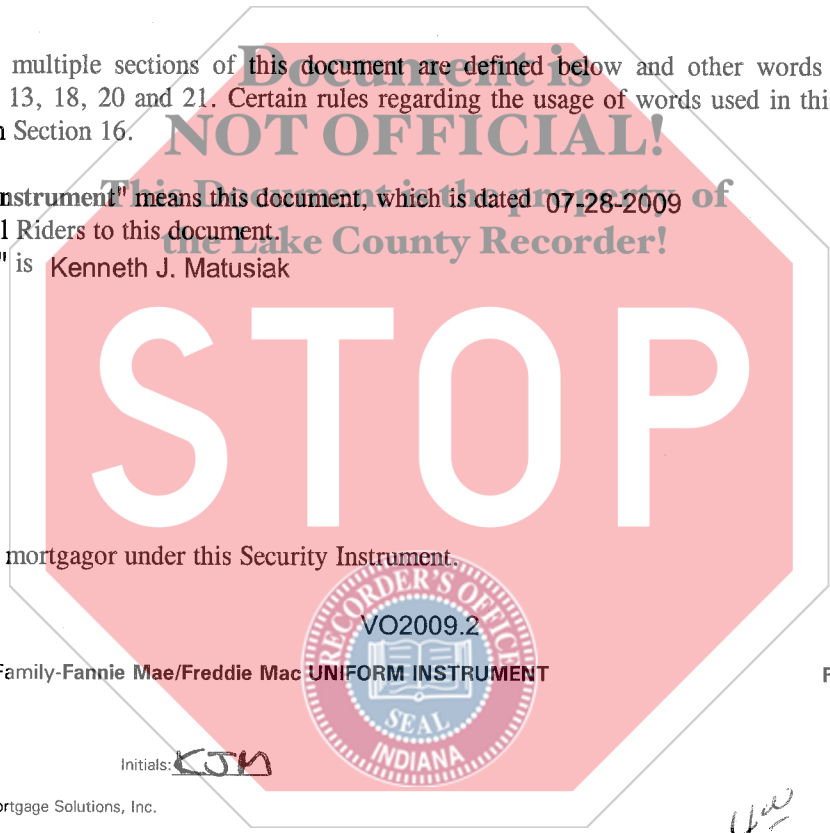 Document is
multiple sections of this document are defined below and other words
13, 18, 20 and 21. Certain rules regarding the usage of words used in thi
NOT OFFICIAL!
n Section 16.
This Document is the property of
nstrument" means this document, which is dated 07-28-2009
l Riders to this document.
the Lake County Recorder!
" is Kenneth J. Matusiak
STOP
mortgagor under this Security Instrument.
RECORDER'S OFFICE
VO2009.2
Family-Fannie Mae/Freddie Mac UNIFORM INSTRUMENT
F
SEAL
INDIANA
Initials: KJM
ortgage Solutions, Inc.